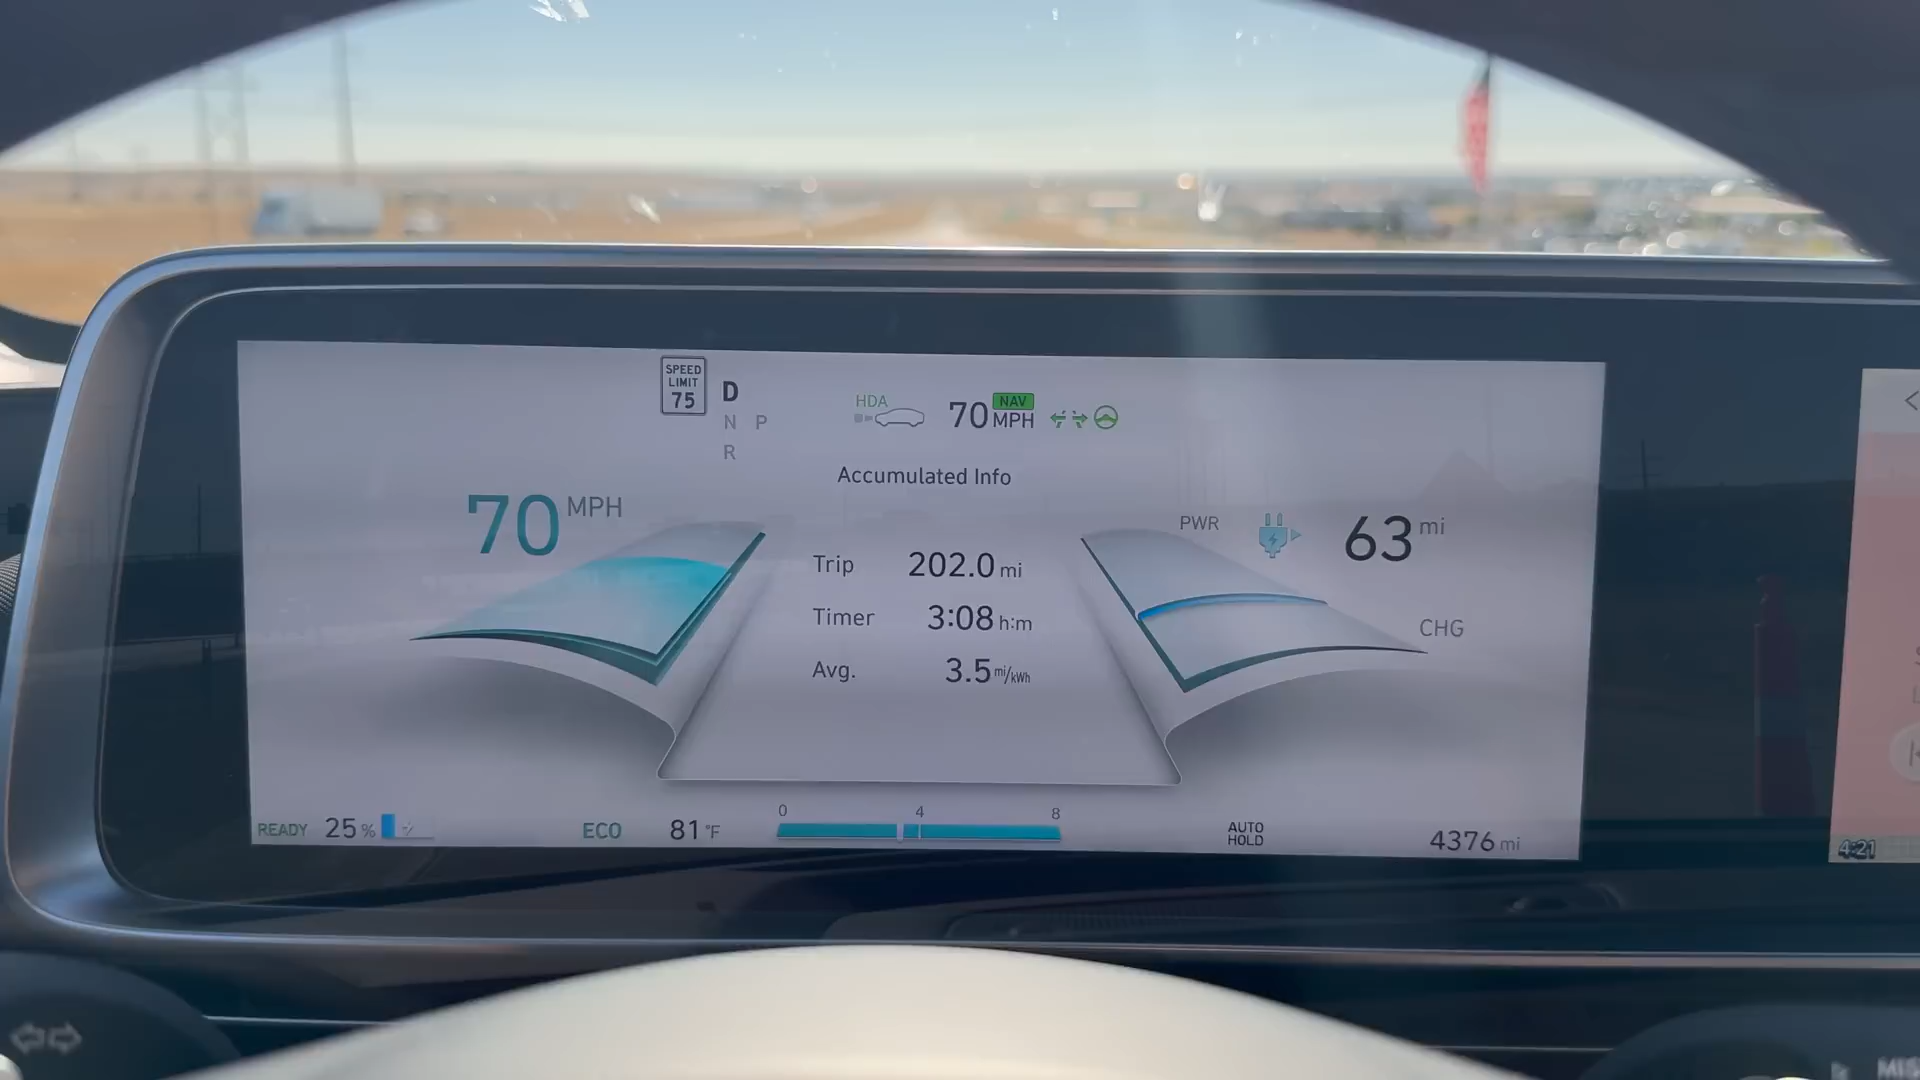 SPEED
LIMIT
75
D
N P
R
HDA
70 MPH NAV
Accumulated Info
70 MPH
PWR
63 mi
Trip 202.0 mi
Timer 3:08 h:m
Avg. 3.5 mi/kWh
CHG
READY 25 %
ECO
81 °F
0 4 8
AUTO
HOLD
4376 mi
4:21